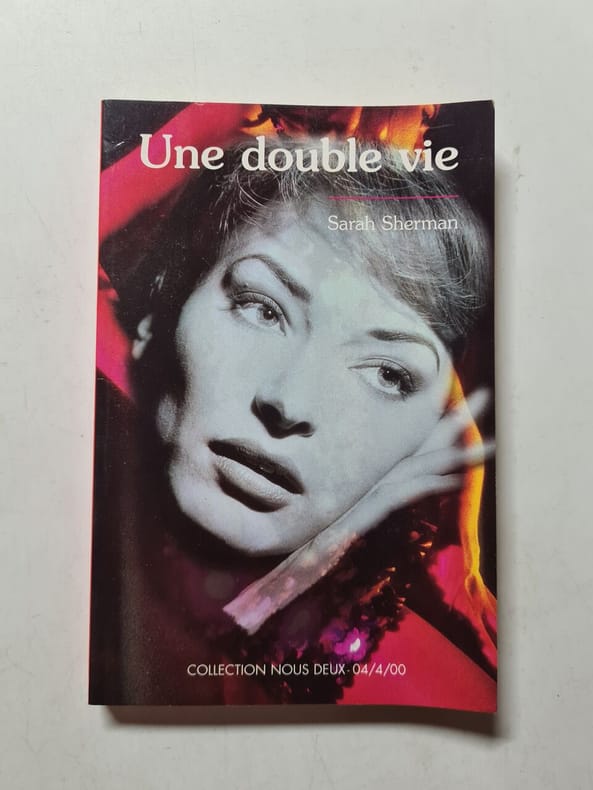 Une double vie
Sarah Sherman
COLLECTION NOUS DEUX - 04/4/00